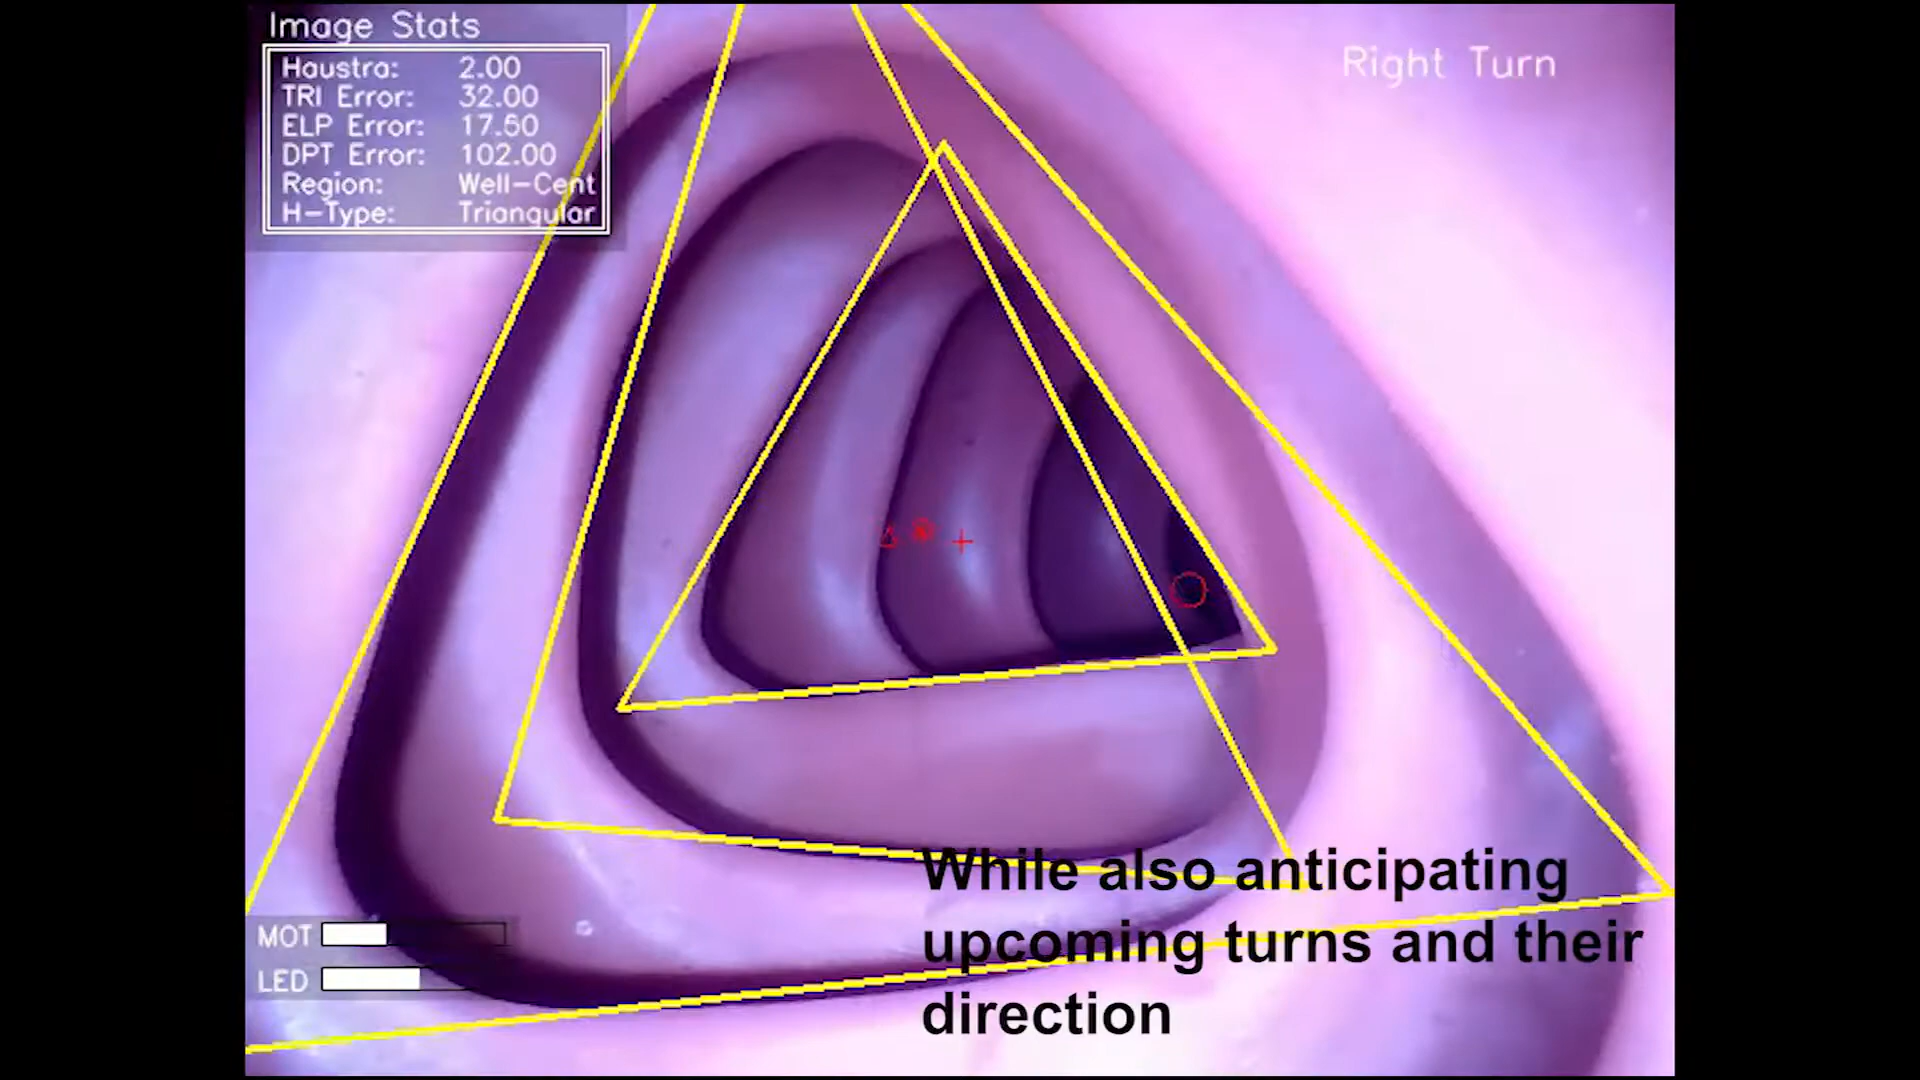 Image Stats
Haustra: 2.00
TRI Error: 32.00
ELP Error: 17.50
DPT Error: 102.00
Region: Well-Cent
H-Type: Triangular
Right Turn
While also anticipating
upcoming turns and their
direction
MOT
LED